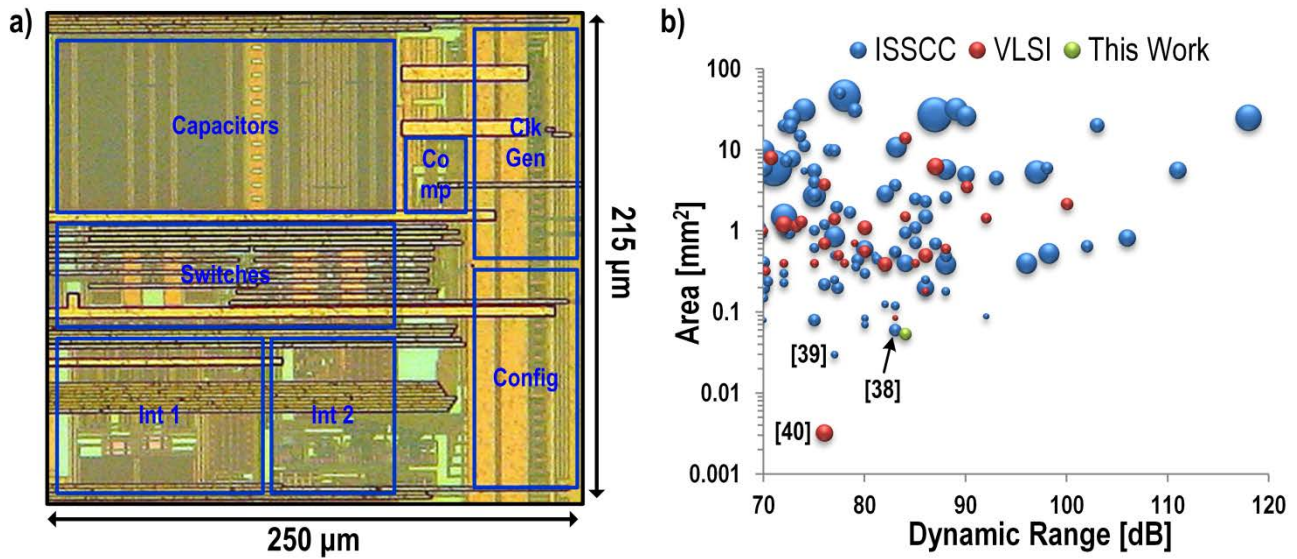 a)
Capacitors
Clk
Gen
Co
mp
Switches
Config
Int 1
Int 2
215 µm
250 µm
b)
ISSCC
VLSI
This Work
Area [mm²]
100
10
1
0.1
0.01
0.001
[39]
[38]
[40]
70
80
90
100
110
120
Dynamic Range [dB]